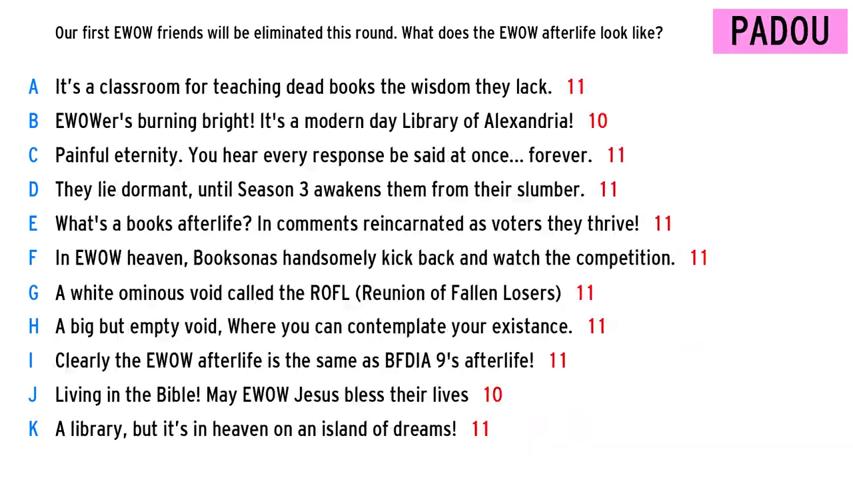 Our first EWOW friends will be eliminated this round. What does the EWOW afterlife look like?
PADOU
A It's a classroom for teaching dead books the wisdom they lack. 11
B EWOWer's burning bright! It's a modern day Library of Alexandria! 10
C Painful eternity. You hear every response be said at once... forever. 11
D They lie dormant, until Season 3 awakens them from their slumber. 11
E What's a books afterlife? In comments reincarnated as voters they thrive! 11
F In EWOW heaven, Booksonas handsomely kick back and watch the competition. 11
G A white ominous void called the ROFL (Reunion of Fallen Losers) 11
H A big but empty void, Where you can contemplate your existance. 11
I Clearly the EWOW afterlife is the same as BFDIA 9's afterlife! 11
J Living in the Bible! May EWOW Jesus bless their lives 10
K A library, but it's in heaven on an island of dreams! 11